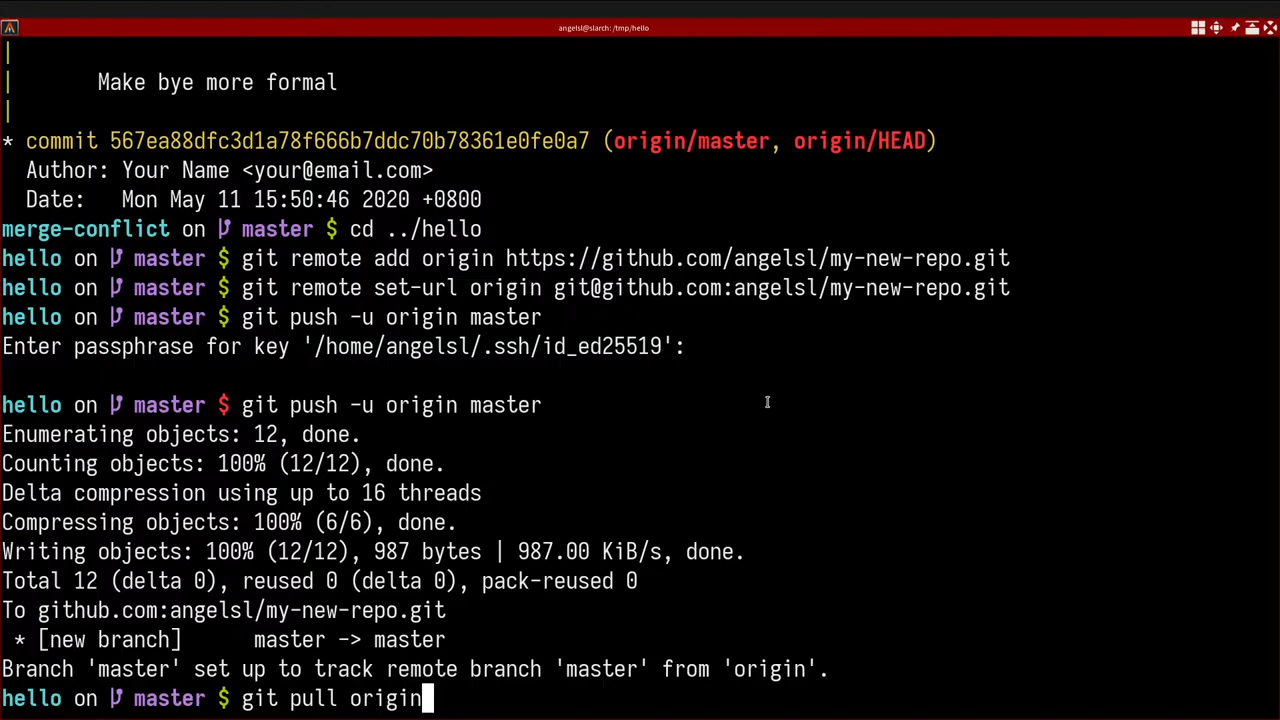 angelsl@slarch:/tmp/hello
|
|       Make bye more formal
|
* commit 567ea88dfc3d1a78f666b7ddc70b78361e0fe0a7 (origin/master, origin/HEAD)
  Author: Your Name <your@email.com>
  Date:   Mon May 11 15:50:46 2020 +0800
merge-conflict on master $ cd ../hello
hello on master $ git remote add origin https://github.com/angelsl/my-new-repo.git
hello on master $ git remote set-url origin git@github.com:angelsl/my-new-repo.git
hello on master $ git push -u origin master
Enter passphrase for key '/home/angelsl/.ssh/id_ed25519':
hello on master $ git push -u origin master
Enumerating objects: 12, done.
Counting objects: 100% (12/12), done.
Delta compression using up to 16 threads
Compressing objects: 100% (6/6), done.
Writing objects: 100% (12/12), 987 bytes | 987.00 KiB/s, done.
Total 12 (delta 0), reused 0 (delta 0), pack-reused 0
To github.com:angelsl/my-new-repo.git
 * [new branch]      master -> master
Branch 'master' set up to track remote branch 'master' from 'origin'.
hello on master $ git pull origin